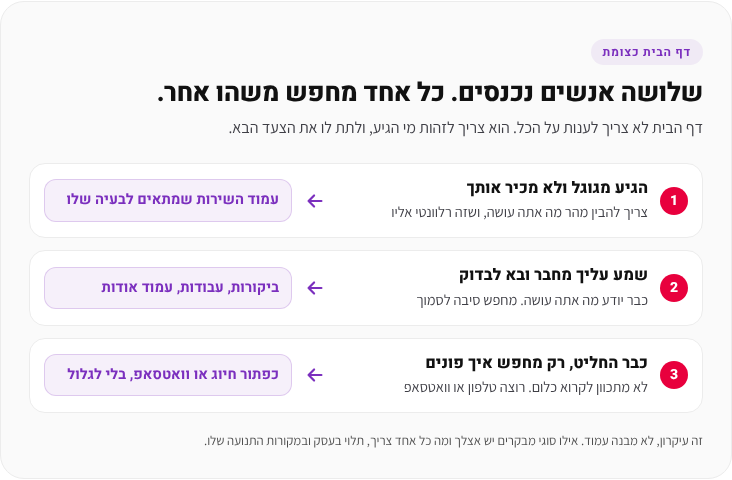 דף הבית כצומת
שלושה אנשים נכנסים. כל אחד מחפש משהו אחר.
דף הבית לא צריך לענות על הכל. הוא צריך לזהות מי הגיע, ולתת לו את הצעד הבא.
1
הגיע מגוגל ולא מכיר אותך
צריך להבין מהר מה אתה עושה, ושזה רלוונטי אליו
←
עמוד השירות שמתאים לבעיה שלו
2
שמע עליך מחבר ובא לבדוק
כבר יודע מה אתה עושה. מחפש סיבה לסמוך
←
ביקורות, עבודות, עמוד אודות
3
כבר החליט, רק מחפש איך פונים
לא מתכוון לקרוא כלום. רוצה טלפון או וואטסאפ
←
כפתור חיוג או וואטסאפ, בלי לגלול
זה עיקרון, לא מבנה עמוד. אילו סוגי מבקרים יש אצלך ומה כל אחד צריך, תלוי בעסק ובמקורות התנועה שלו.